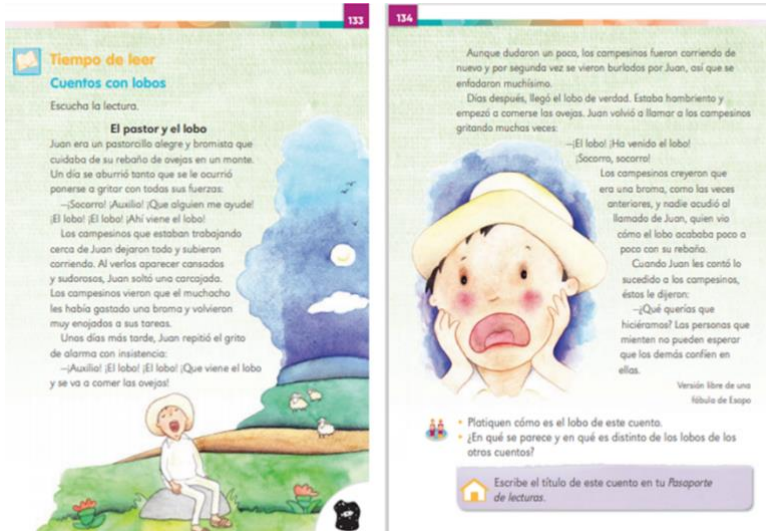 133
Tiempo de leer
Cuentos con lobos
Escucha la lectura.
El pastor y el lobo
Juan era un pastorcillo alegre y bromista que
cuidaba de su rebaño de ovejas en un monte.
Un día se aburrió tanto que se le ocurrió
ponerse a gritar con todas sus fuerzas:
—¡Socorro! ¡Auxilio! ¡Que alguien me ayude!
¡El lobo! ¡El lobo! ¡Ahí viene el lobo!
Los campesinos que estaban trabajando
cerca de Juan dejaron todo y subieron
corriendo. Al verlos aparecer cansados
y sudorosos, Juan soltó una carcajada.
Los campesinos vieron que el muchacho
les había gastado una broma y volvieron
muy enojados a sus tareas.
Unos días más tarde, Juan repitió el grito
de alarma con insistencia:
—¡Auxilio! ¡El lobo! ¡El lobo! ¡Que viene el lobo
y se va a comer las ovejas!
134
Aunque dudaron un poco, los campesinos fueron corriendo de
nuevo y por segunda vez se vieron burlados por Juan, así que se
enfadaron muchísimo.
Días después, llegó el lobo de verdad. Estaba hambriento y
empezó a comerse las ovejas. Juan volvió a llamar a los campesinos
gritando muchas veces:
—¡El lobo! ¡Ha venido el lobo!
¡Socorro, socorro!
Los campesinos creyeron que
era una broma, como las veces
anteriores, y nadie acudió al
llamado de Juan, quien vio
cómo el lobo acababa poco a
poco con su rebaño.
Cuando Juan les contó lo
sucedido a los campesinos,
éstos le dijeron:
—¿Qué querías que
hiciéramos? Las personas que
mienten no pueden esperar
que los demás confíen en
ellas.
Versión libre de una
fábula de Esopo
• Platiquen cómo es el lobo de este cuento.
• ¿En qué se parece y en qué es distinto de los lobos de los
otros cuentos?
Escribe el título de este cuento en tu Pasaporte
de lecturas.